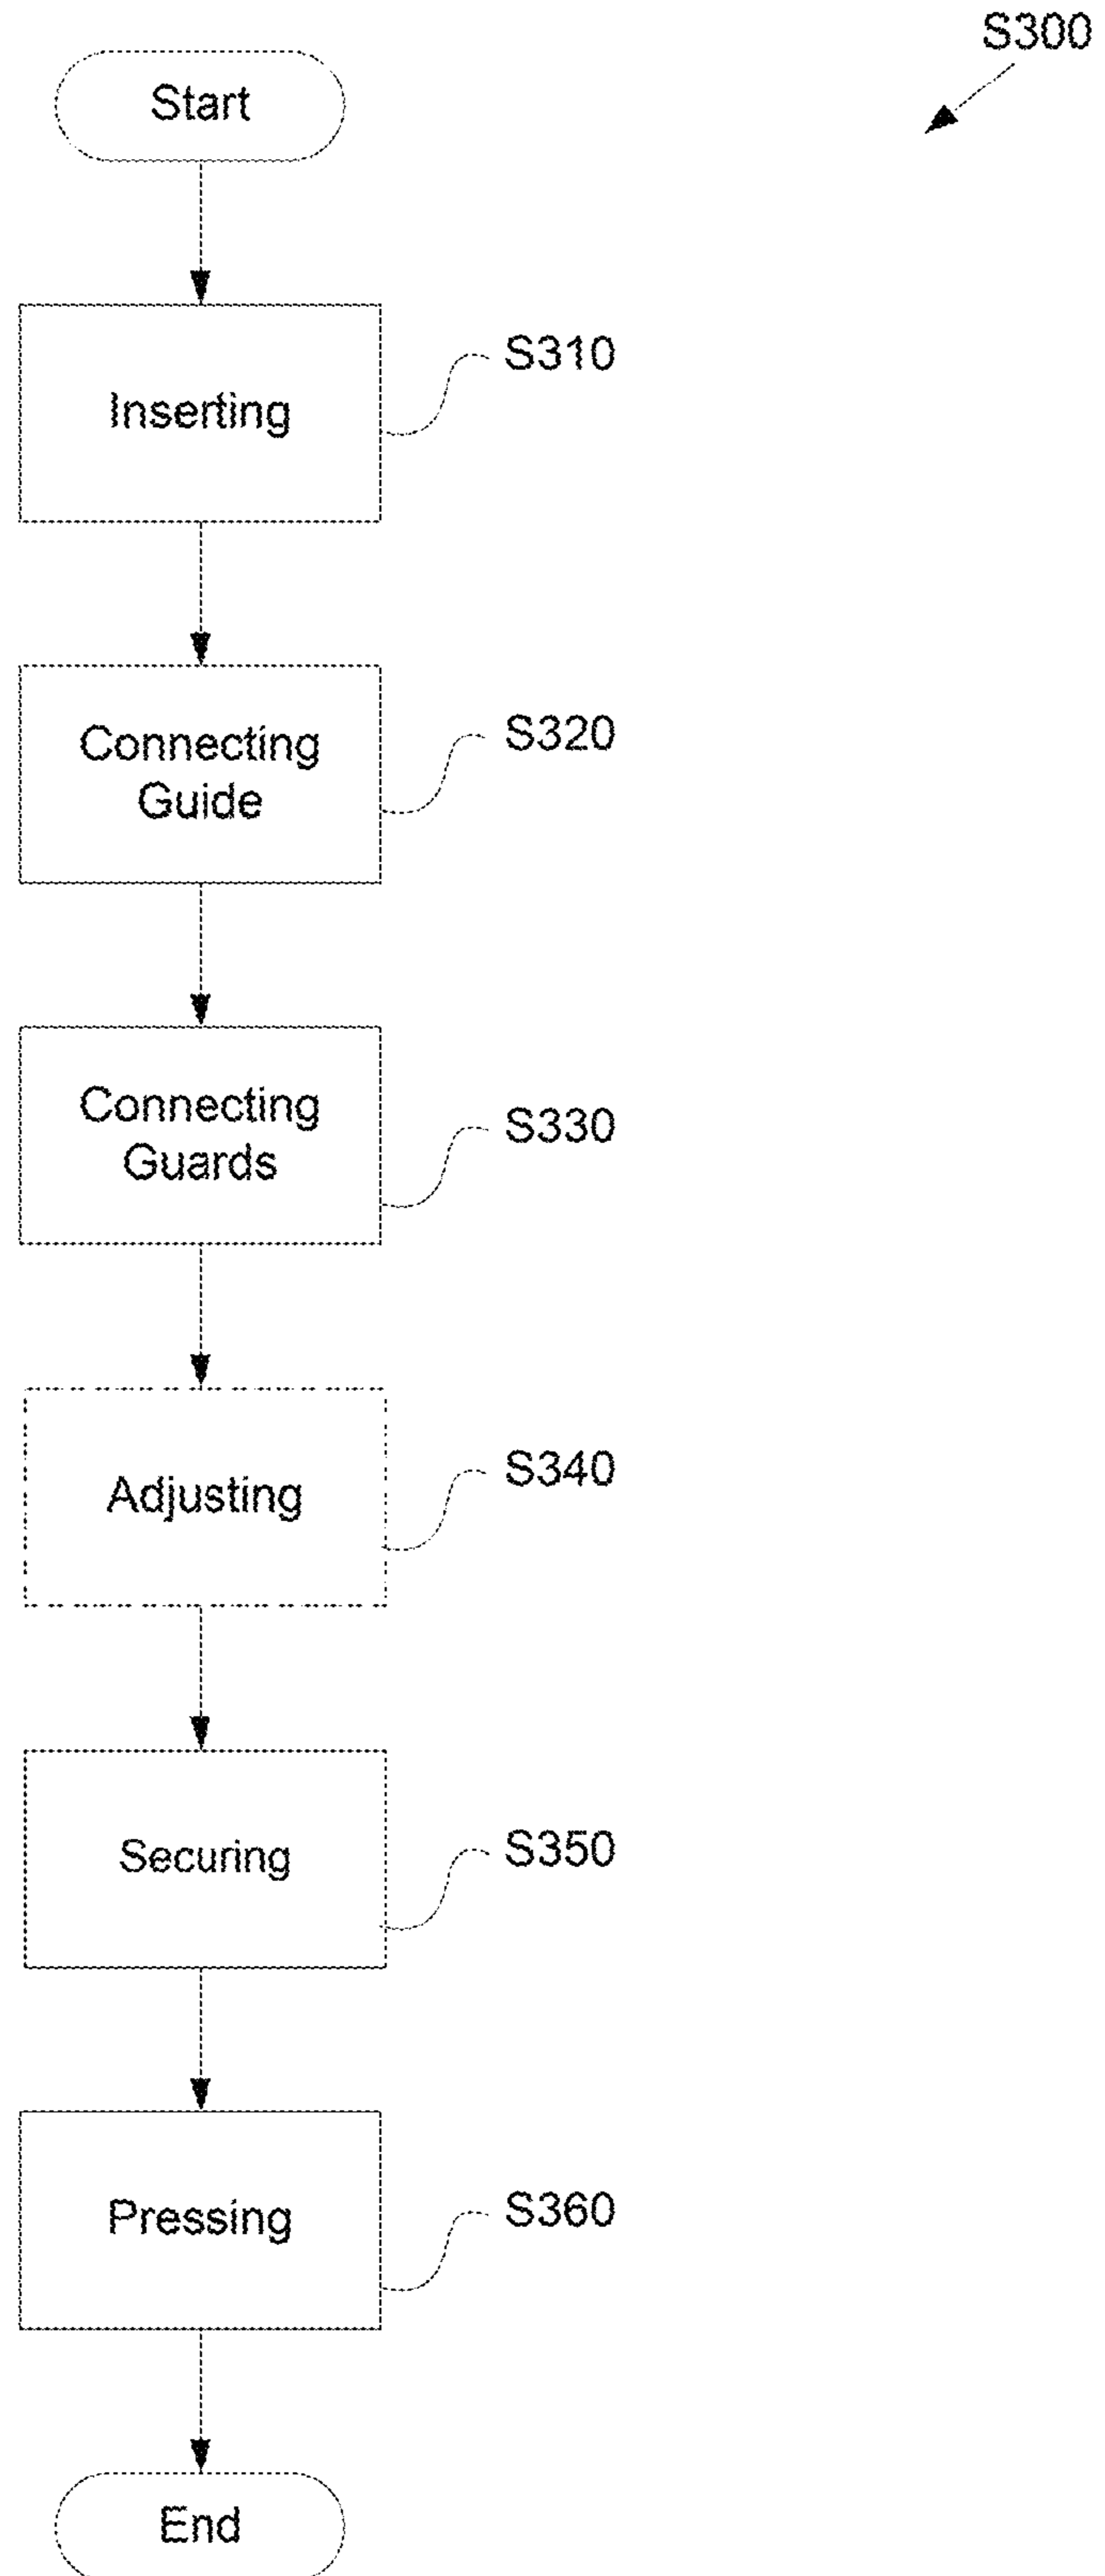 S300
Start
Inserting
S310
Connecting
Guide
S320
Connecting
Guards
S330
Adjusting
S340
Securing
S350
Pressing
S360
End